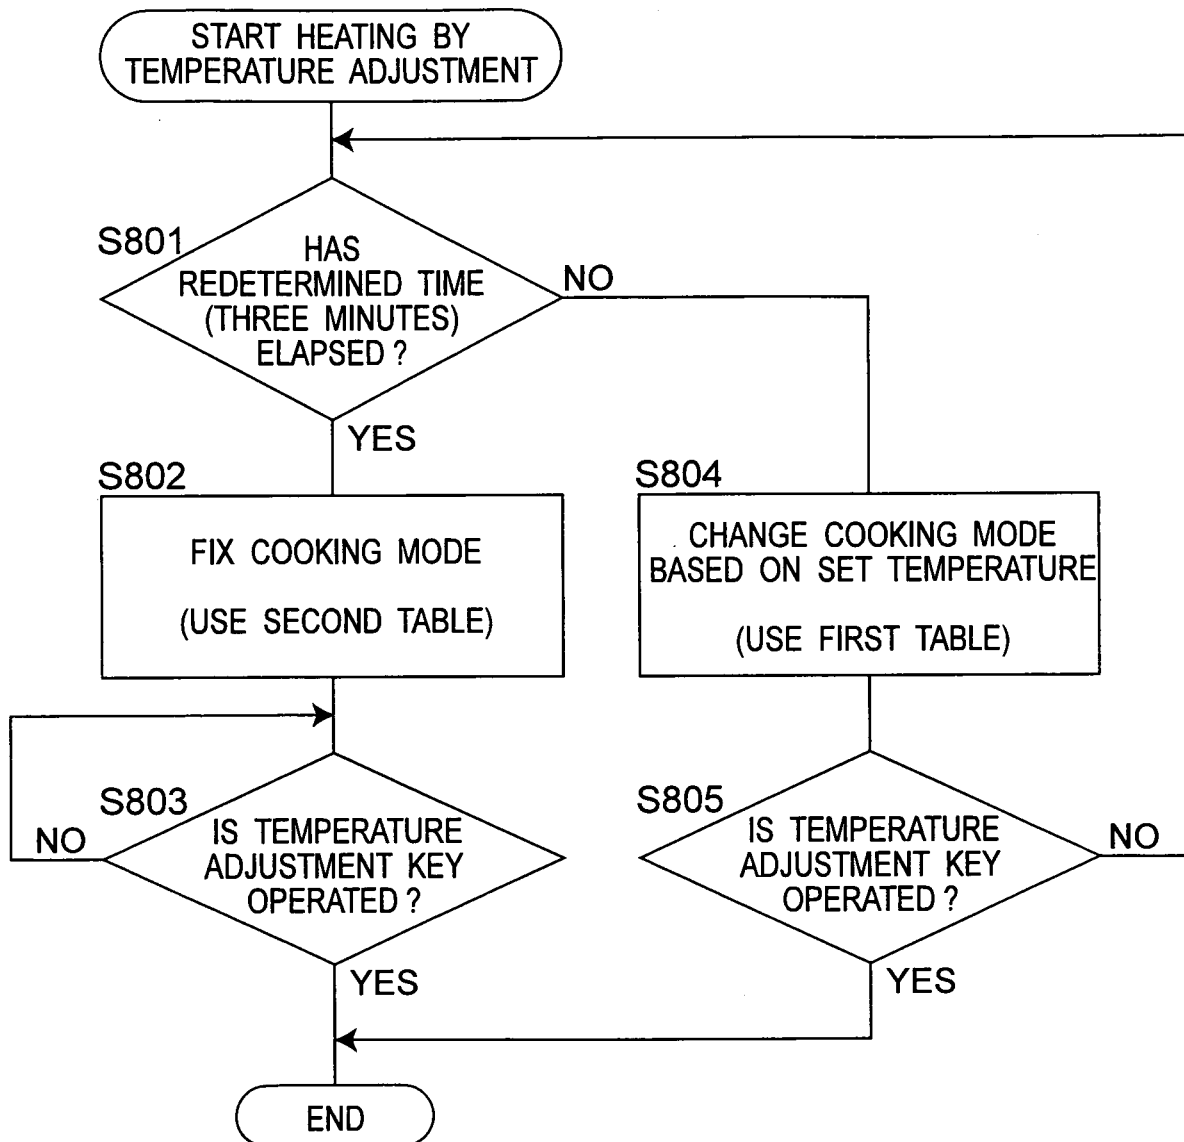 START HEATING BY
TEMPERATURE ADJUSTMENT
S801
HAS
REDETERMINED TIME
(THREE MINUTES)
ELAPSED ?
NO
YES
S802
FIX COOKING MODE
(USE SECOND TABLE)
S804
CHANGE COOKING MODE
BASED ON SET TEMPERATURE
(USE FIRST TABLE)
S803
IS TEMPERATURE
ADJUSTMENT KEY
OPERATED ?
NO
YES
S805
IS TEMPERATURE
ADJUSTMENT KEY
OPERATED ?
NO
YES
END